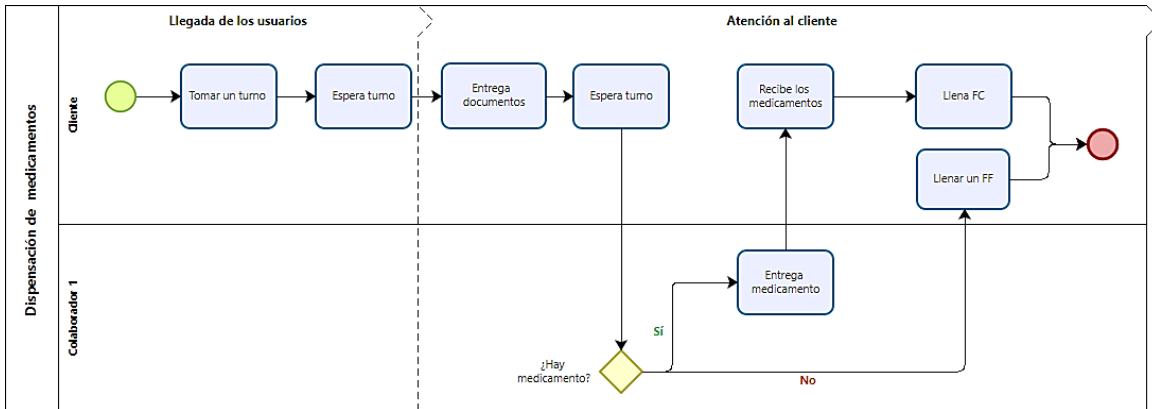 Llegada de los usuarios
Atención al cliente
Dispensación de medicamentos
Cliente
Tomar un turno
Espera turno
Entrega
documentos
Espera turno
Recibe los
medicamentos
Llena FC
Llenar un FF
Colaborador 1
Entrega
medicamento
Sí
¿Hay
medicamento?
No